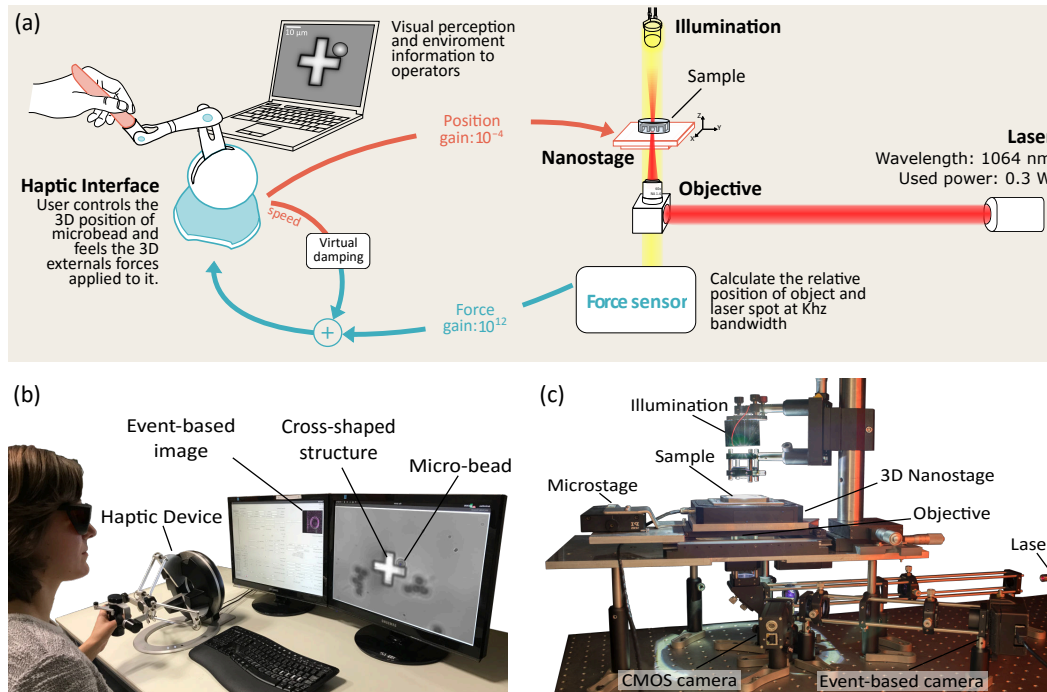 (a)
10 µm
Visual perception
and enviroment
information to
operators
Illumination
Sample
Z
Y
X
Position
gain:10⁻⁴
Nanostage
Laser
Wavelength: 1064 nm
Used power: 0.3 W
Haptic Interface
User controls the
3D position of
microbead and
feels the 3D
externals forces
applied to it.
Objective
speed
Virtual
damping
Force
gain:10¹²
Force sensor
Calculate the relative
position of object and
laser spot at Khz
bandwidth
+
(b)
Event-based
image
Cross-shaped
structure
Micro-bead
Haptic Device
(c)
Illumination
Sample
Microstage
3D Nanostage
Objective
Laser
CMOS camera
Event-based camera